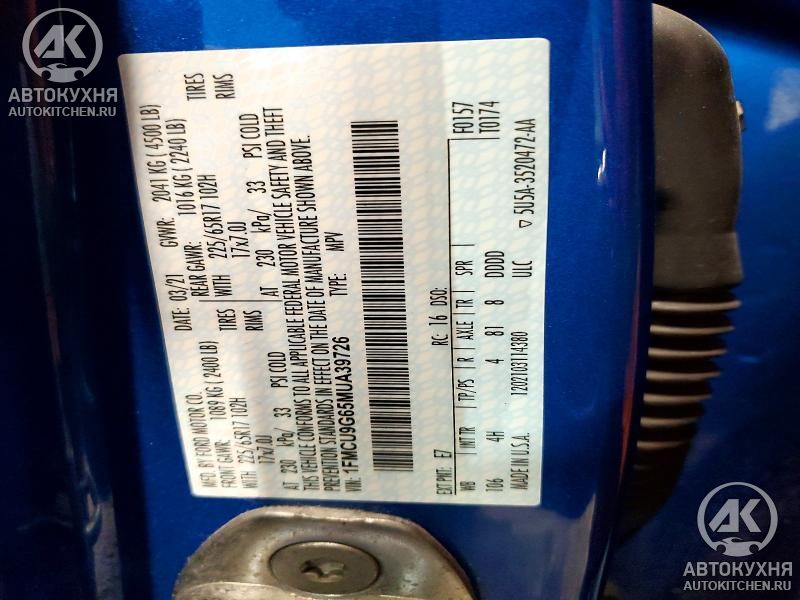 MFD. BY FORD MOTOR CO.
DATE: 03/21 GVWR: 2041 KG ( 4500 LB)
FRONT GAWR: 1089 KG ( 2400 LB) REAR GAWR: 1016 KG ( 2240 LB)
WITH 225/65R17 102H TIRES WITH 225/65R17 102H TIRES
17x7.0J RIMS 17x7.0J RIMS
AT 230 kPa/ 33 PSI COLD AT 230 kPa/ 33 PSI COLD
THIS VEHICLE CONFORMS TO ALL APPLICABLE FEDERAL MOTOR VEHICLE SAFETY AND THEFT
PREVENTION STANDARDS IN EFFECT ON THE DATE OF MANUFACTURE SHOWN ABOVE.
VIN: 1FMCU9G65MUA39726 TYPE: MPV
F0157
T0174
EXT PNT: E7 RC: 16 DSO:
WB INT TR TP/PS R AXLE TR SPR
106 4H 4 81 8 DDDD
MADE IN U.S.A. 1202103114380 ULC
▽ 5U5A-3520472-AA
АК
АВТОКУХНЯ
AUTOKITCHEN.RU
АК
АВТОКУХНЯ
AUTOKITCHEN.RU